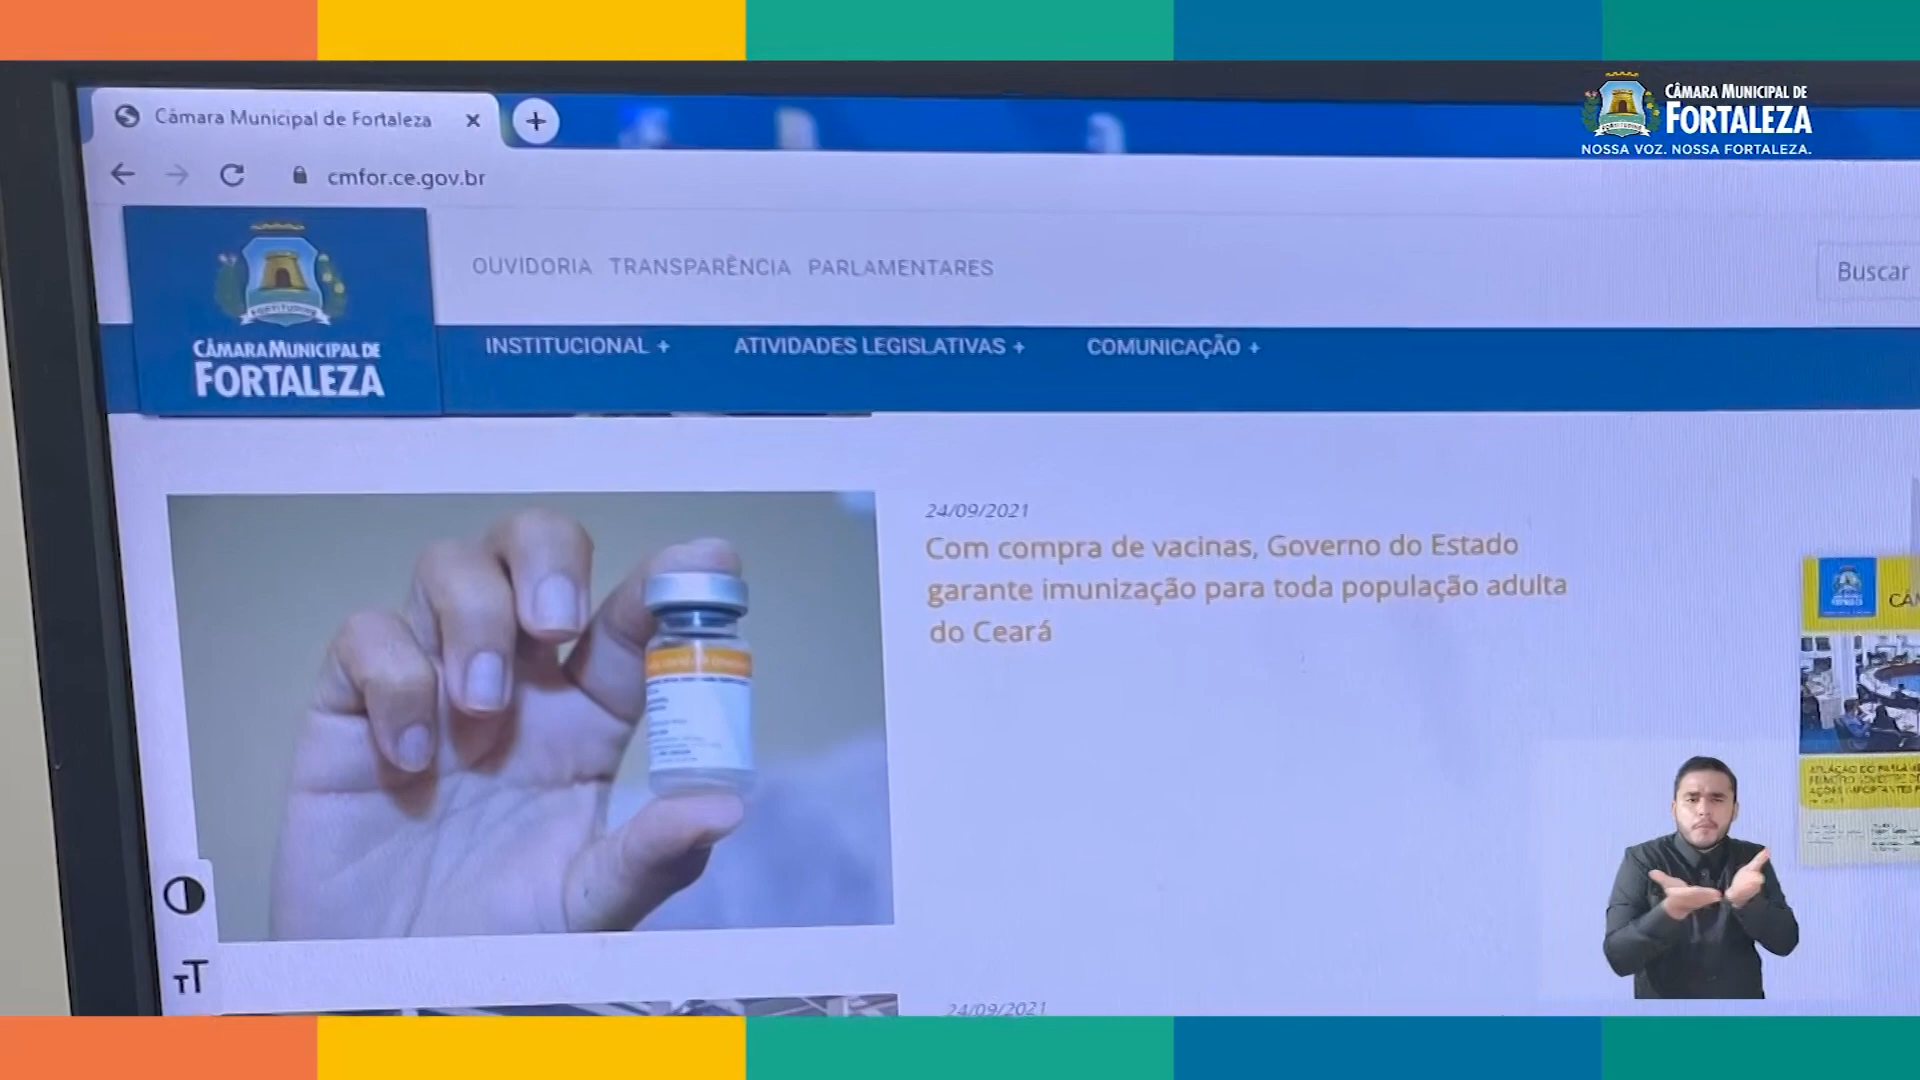 CÂMARA MUNICIPAL DE
FORTALEZA
NOSSA VOZ. NOSSA FORTALEZA.
Câmara Municipal de Fortaleza
cmfor.ce.gov.br
OUVIDORIA TRANSPARÊNCIA PARLAMENTARES
Buscar
FORTITUDINE
CÂMARA MUNICIPAL DE
FORTALEZA
INSTITUCIONAL + ATIVIDADES LEGISLATIVAS + COMUNICAÇÃO +
24/09/2021
Com compra de vacinas, Governo do Estado
garante imunização para toda população adulta
do Ceará
TT
24/09/2021